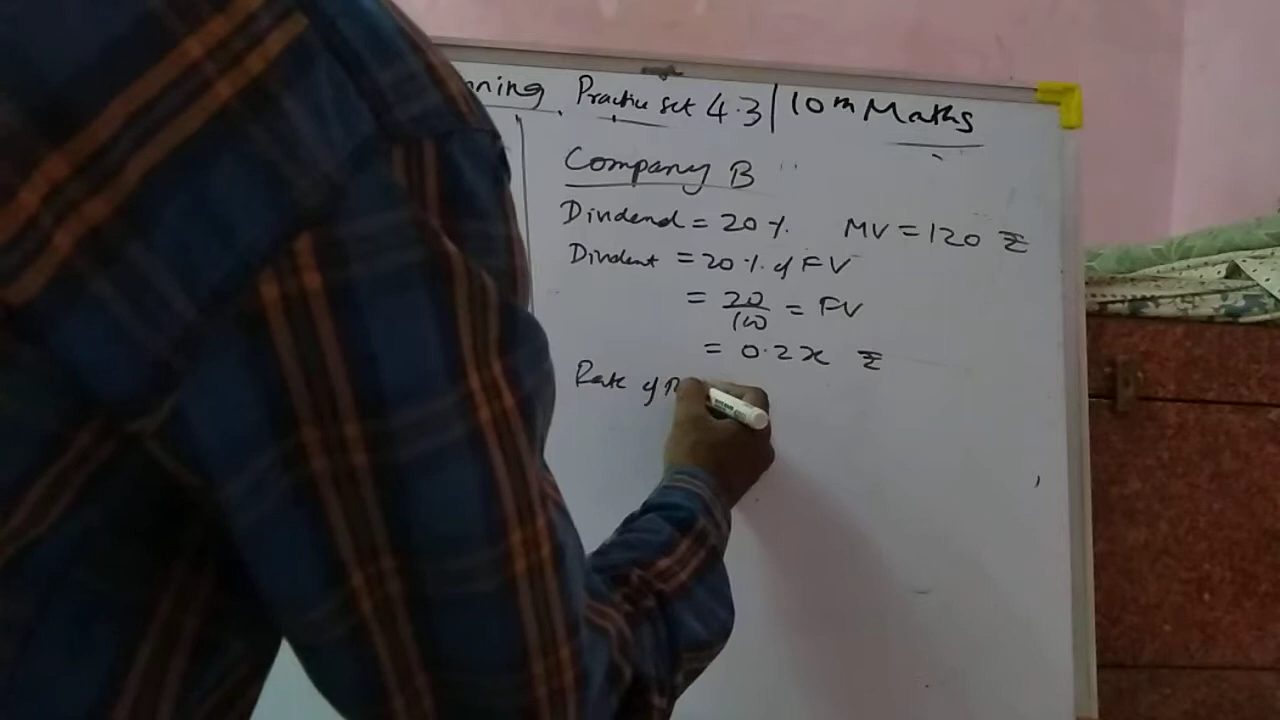 nning Practice set 4.3 | 10th Maths
Company B
Dividend = 20 %. MV = 120 ₹
Dividend = 20 % of FV
= 20/100 = FV
= 0.2x ₹
Rate of